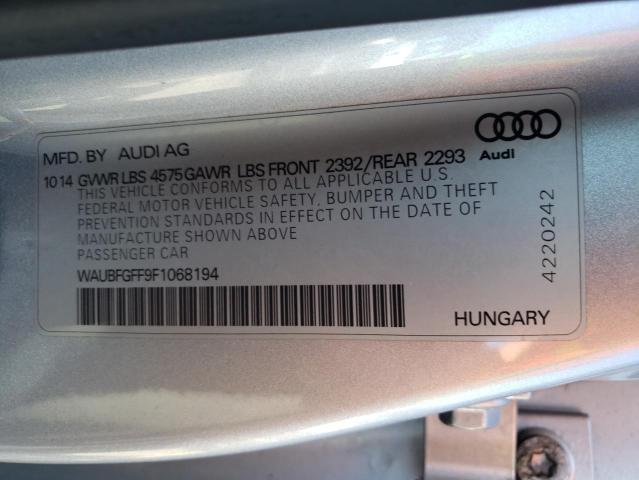 MFD. BY AUDI AG
Audi
10 14 GVWR LBS 4575 GAWR LBS FRONT 2392/REAR 2293
THIS VEHICLE CONFORMS TO ALL APPLICABLE U.S.
FEDERAL MOTOR VEHICLE SAFETY, BUMPER AND THEFT
PREVENTION STANDARDS IN EFFECT ON THE DATE OF
MANUFACTURE SHOWN ABOVE
PASSENGER CAR
WAUBFGFF9F1068194
HUNGARY
4220242